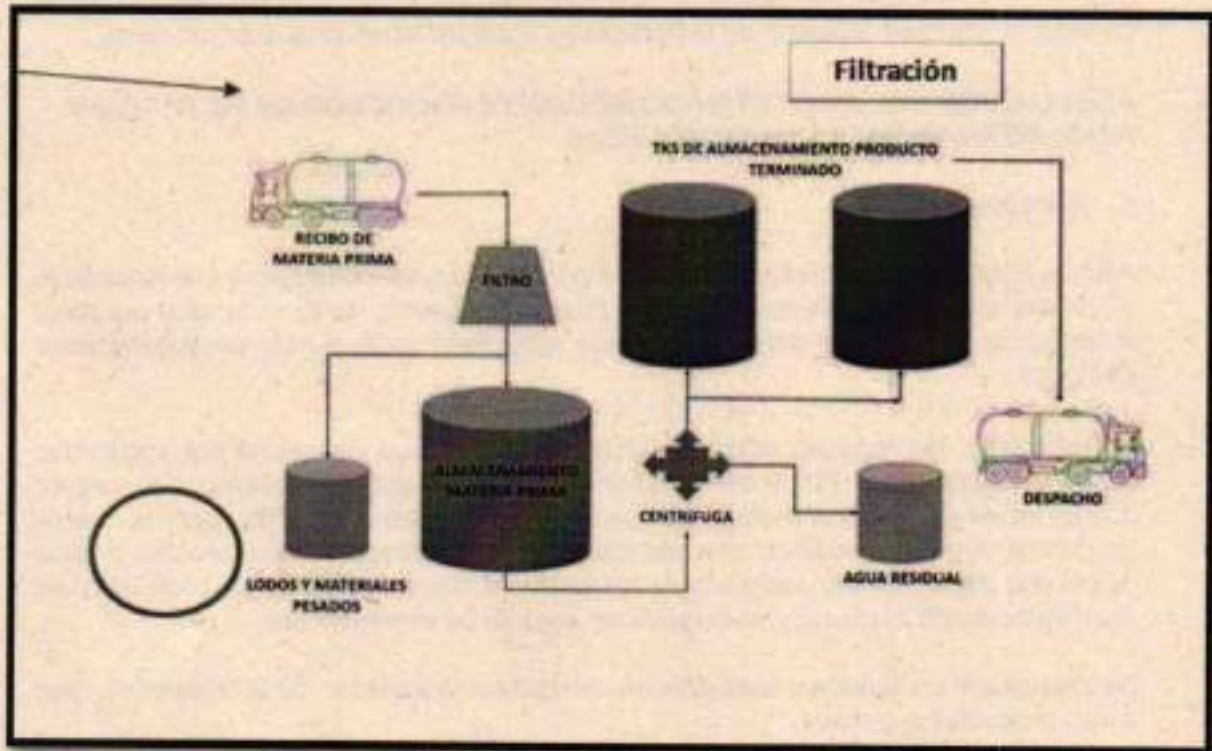 Filtración
TKS DE ALMACENAMIENTO PRODUCTO
TERMINADO
RECIBO DE
MATERIA PRIMA
FILTRO
ALMACENAMIENTO
MATERIA PRIMA
CENTRÍFUGA
DESPACHO
LODOS Y MATERIALES
PESADOS
AGUA RESIDUAL